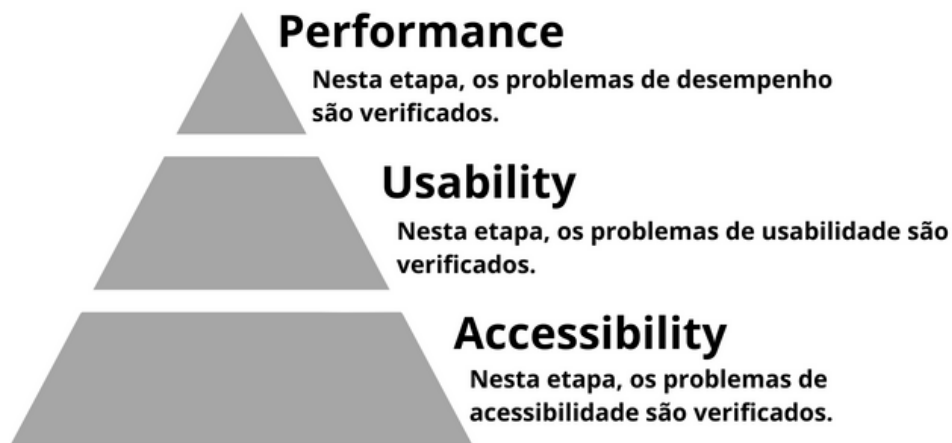 Performance
Nesta etapa, os problemas de desempenho
são verificados.
Usability
Nesta etapa, os problemas de usabilidade são
verificados.
Accessibility
Nesta etapa, os problemas de
acessibilidade são verificados.